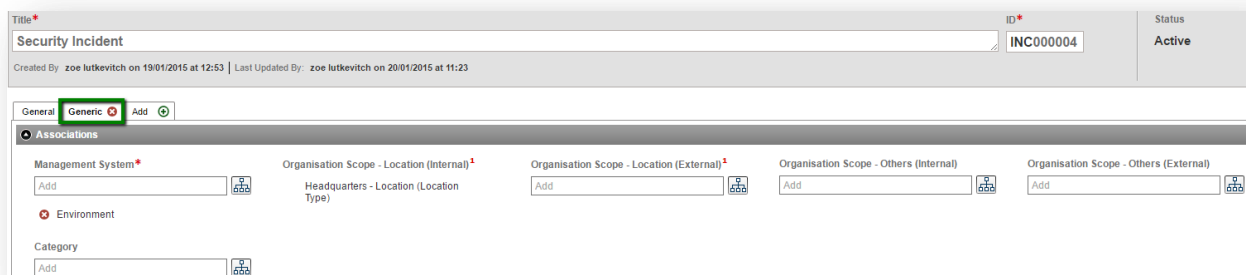 Title* ID* Status
Security Incident INC000004 Active
Created By zoe lutkevitch on 19/01/2015 at 12:53 | Last Updated By: zoe lutkevitch on 20/01/2015 at 11:23
General Generic Add
Associations
Management System* Organisation Scope - Location (Internal)1 Organisation Scope - Location (External)1 Organisation Scope - Others (Internal) Organisation Scope - Others (External)
Add Headquarters - Location (Location Add Add Add
Type)
Environment
Category
Add